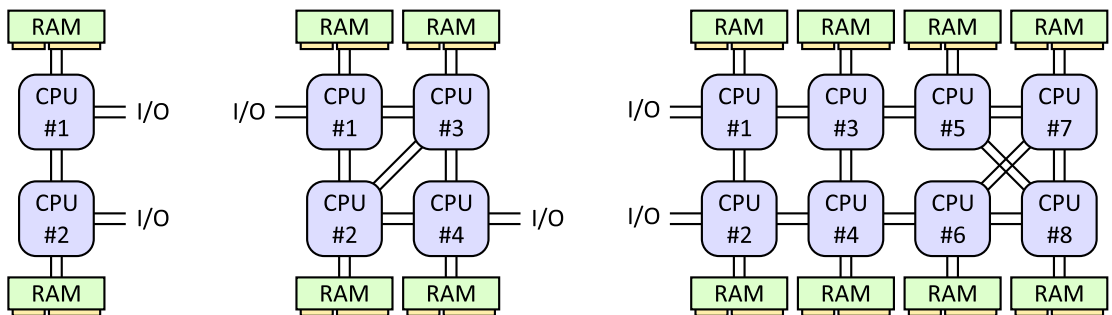 RAM
CPU
#1
I/O
CPU
#2
I/O
RAM
RAM RAM
I/O
CPU
#1
CPU
#3
CPU
#2
CPU
#4
I/O
RAM RAM
RAM RAM RAM RAM
I/O
CPU
#1
CPU
#3
CPU
#5
CPU
#7
I/O
CPU
#2
CPU
#4
CPU
#6
CPU
#8
RAM RAM RAM RAM